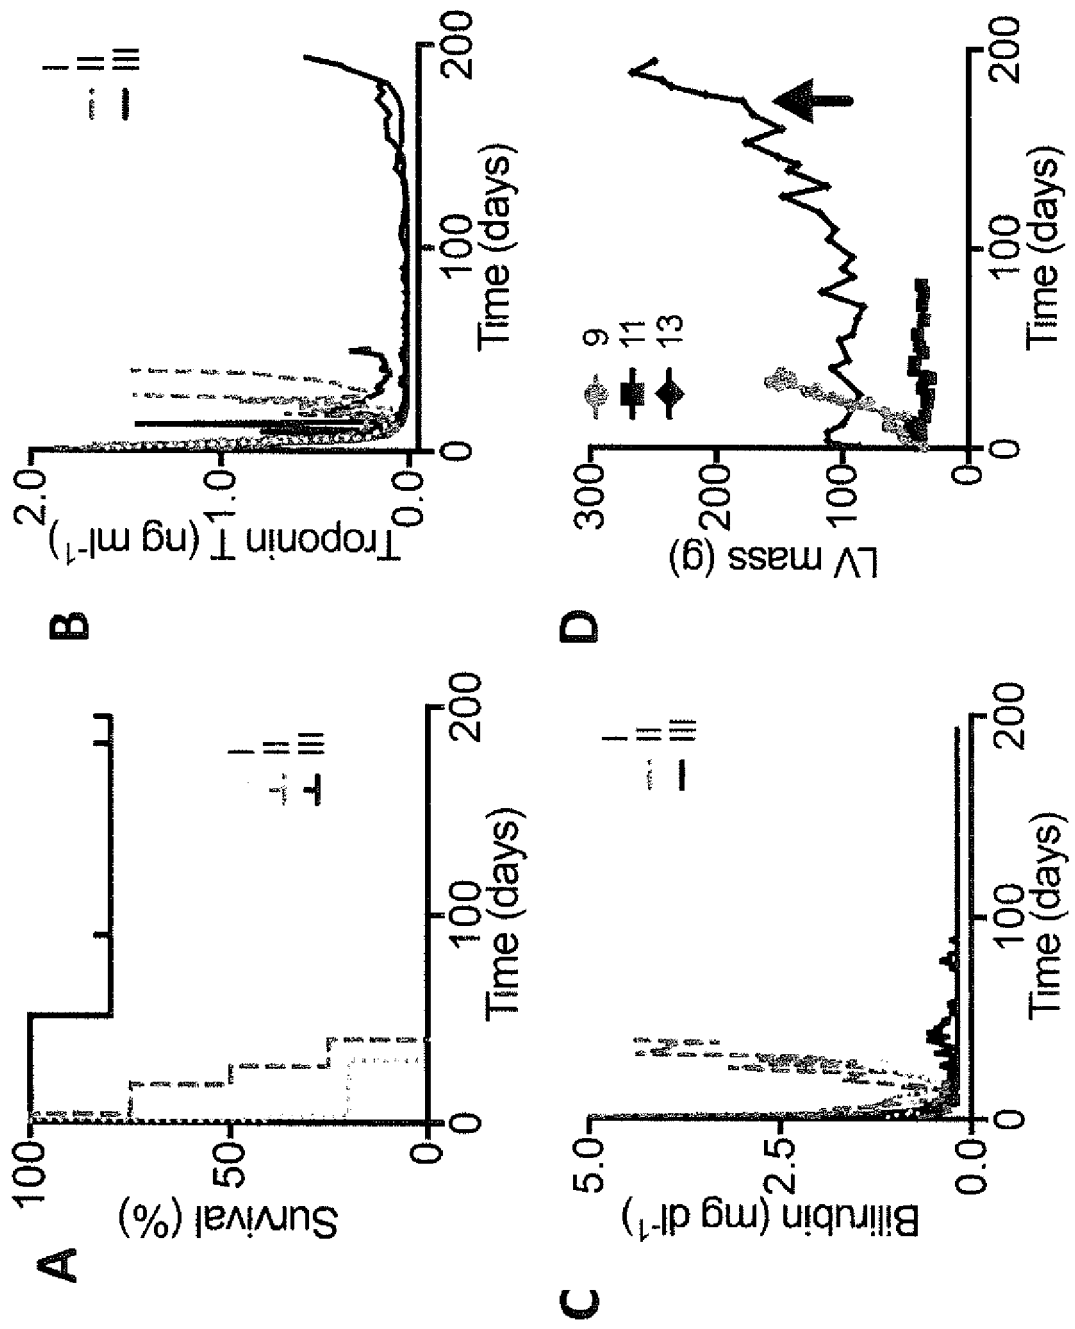 A
Survival (%)
100
50
0
0
100
200
Time (days)
I
II
III
B
Troponin T (ng ml⁻¹)
2.0
1.0
0.0
0
100
200
Time (days)
I
II
III
C
Bilirubin (mg dl⁻¹)
5.0
2.5
0.0
0
100
200
Time (days)
I
II
III
D
LV mass (g)
300
200
100
0
0
100
200
Time (days)
9
11
13